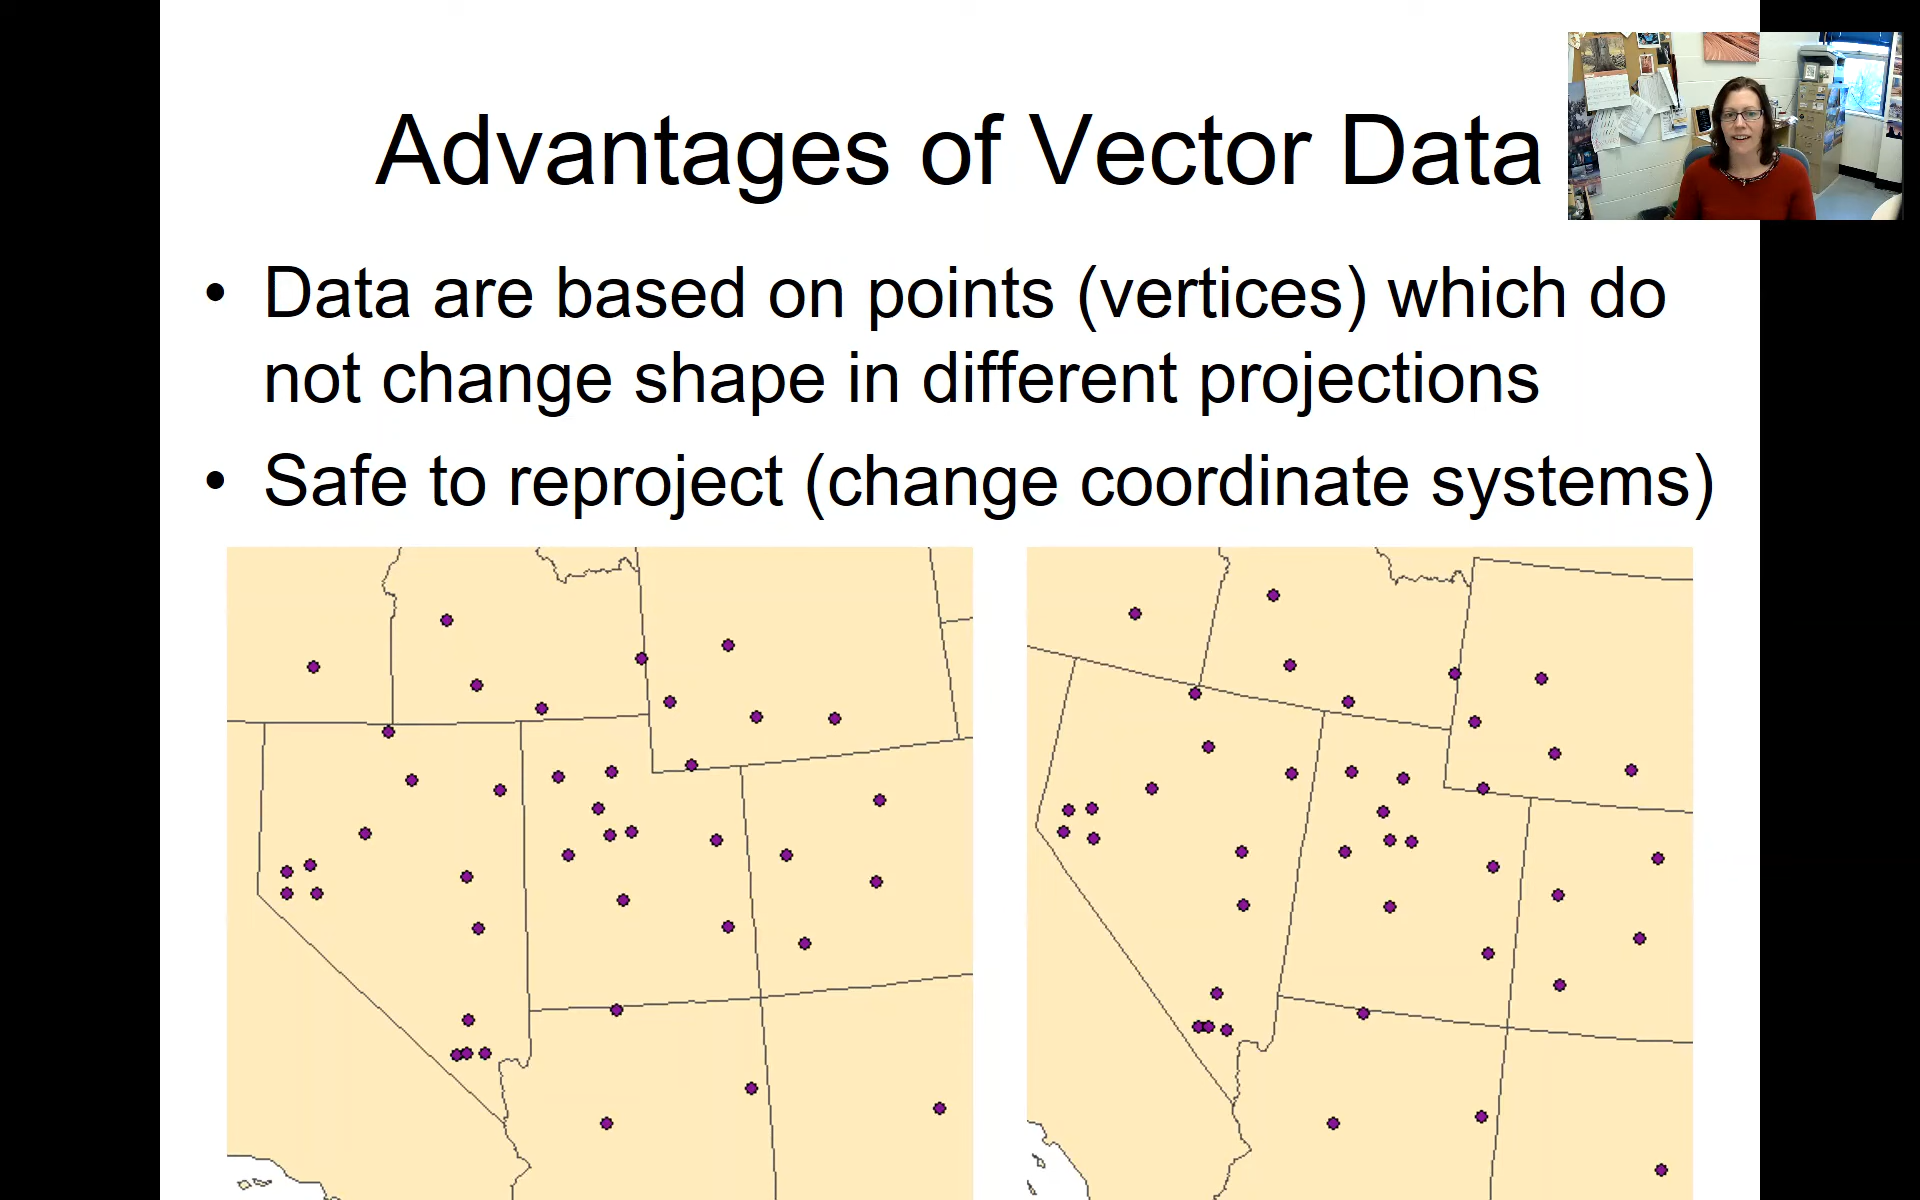 Advantages of Vector Data
• Data are based on points (vertices) which do
not change shape in different projections
• Safe to reproject (change coordinate systems)